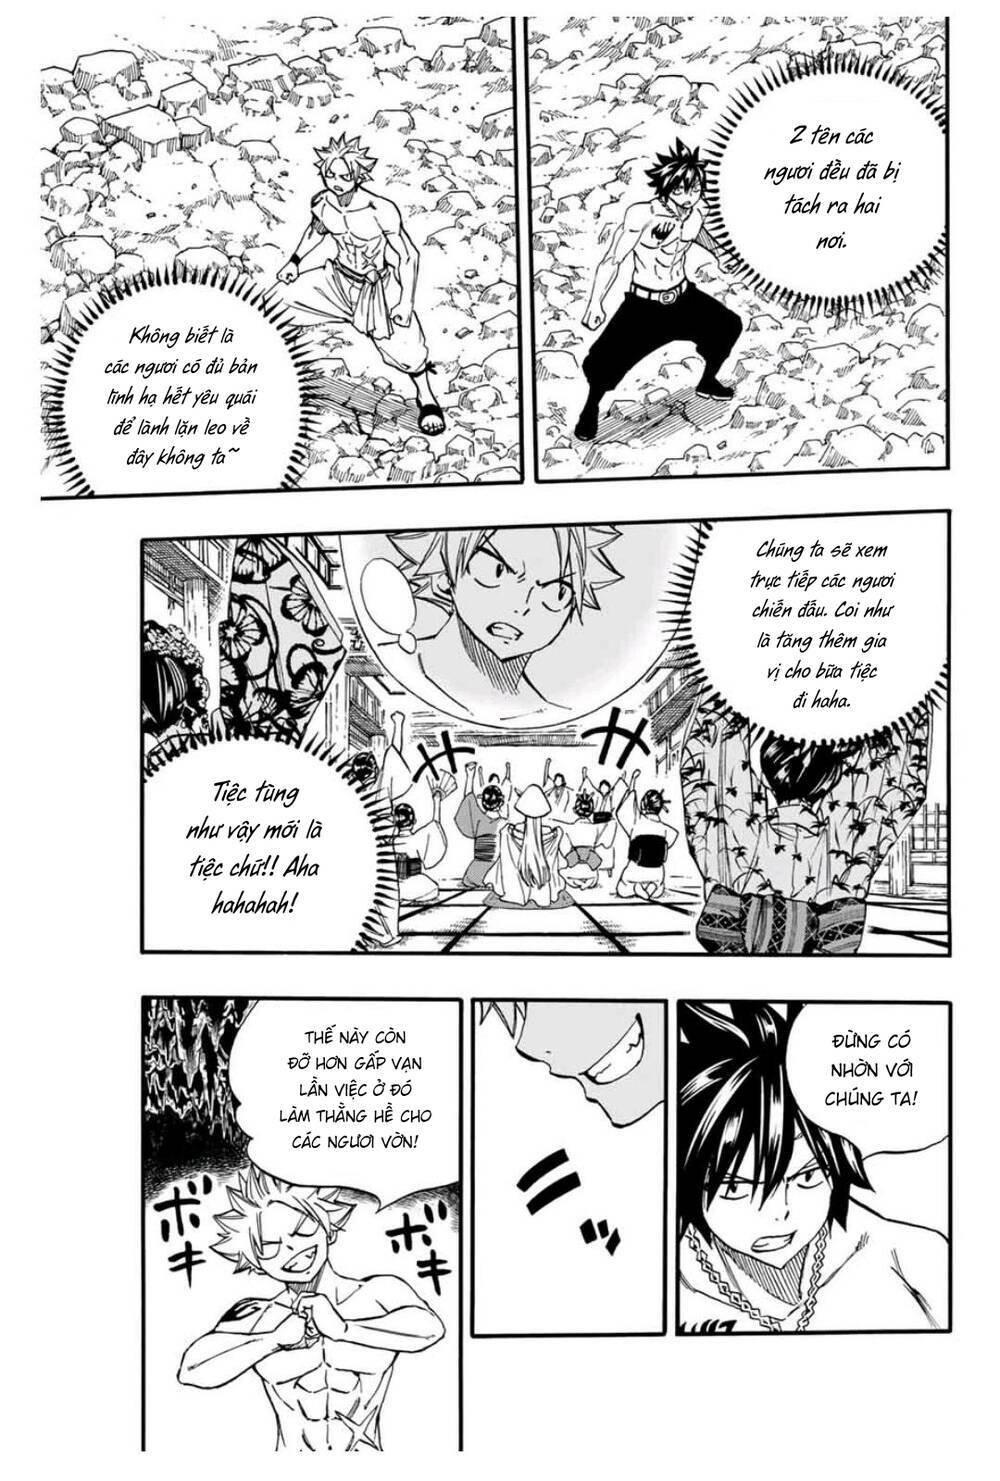 2 tên các
ngươi đều đã bị
tách ra hai
nơi.
Không biết là
các ngươi có đủ bản
lĩnh hạ hết yêu quái
để lành lặn leo về
đây không ta~
Chúng ta sẽ xem
trực tiếp các ngươi
chiến đấu. Coi như
là tăng thêm gia
vị cho bữa tiệc
đi haha.
Tiệc tùng
như vậy mới là
tiệc chứ!! Aha
hahahah!
ĐỪNG CÓ
NHỜN VỚI
CHÚNG TA!
THẾ NÀY CÒN
ĐỠ HƠN GẤP VẠN
LẦN VIỆC Ở ĐÓ
LÀM THẰNG HỀ CHO
CÁC NGƯƠI VỜN!
ボキ
ボキ